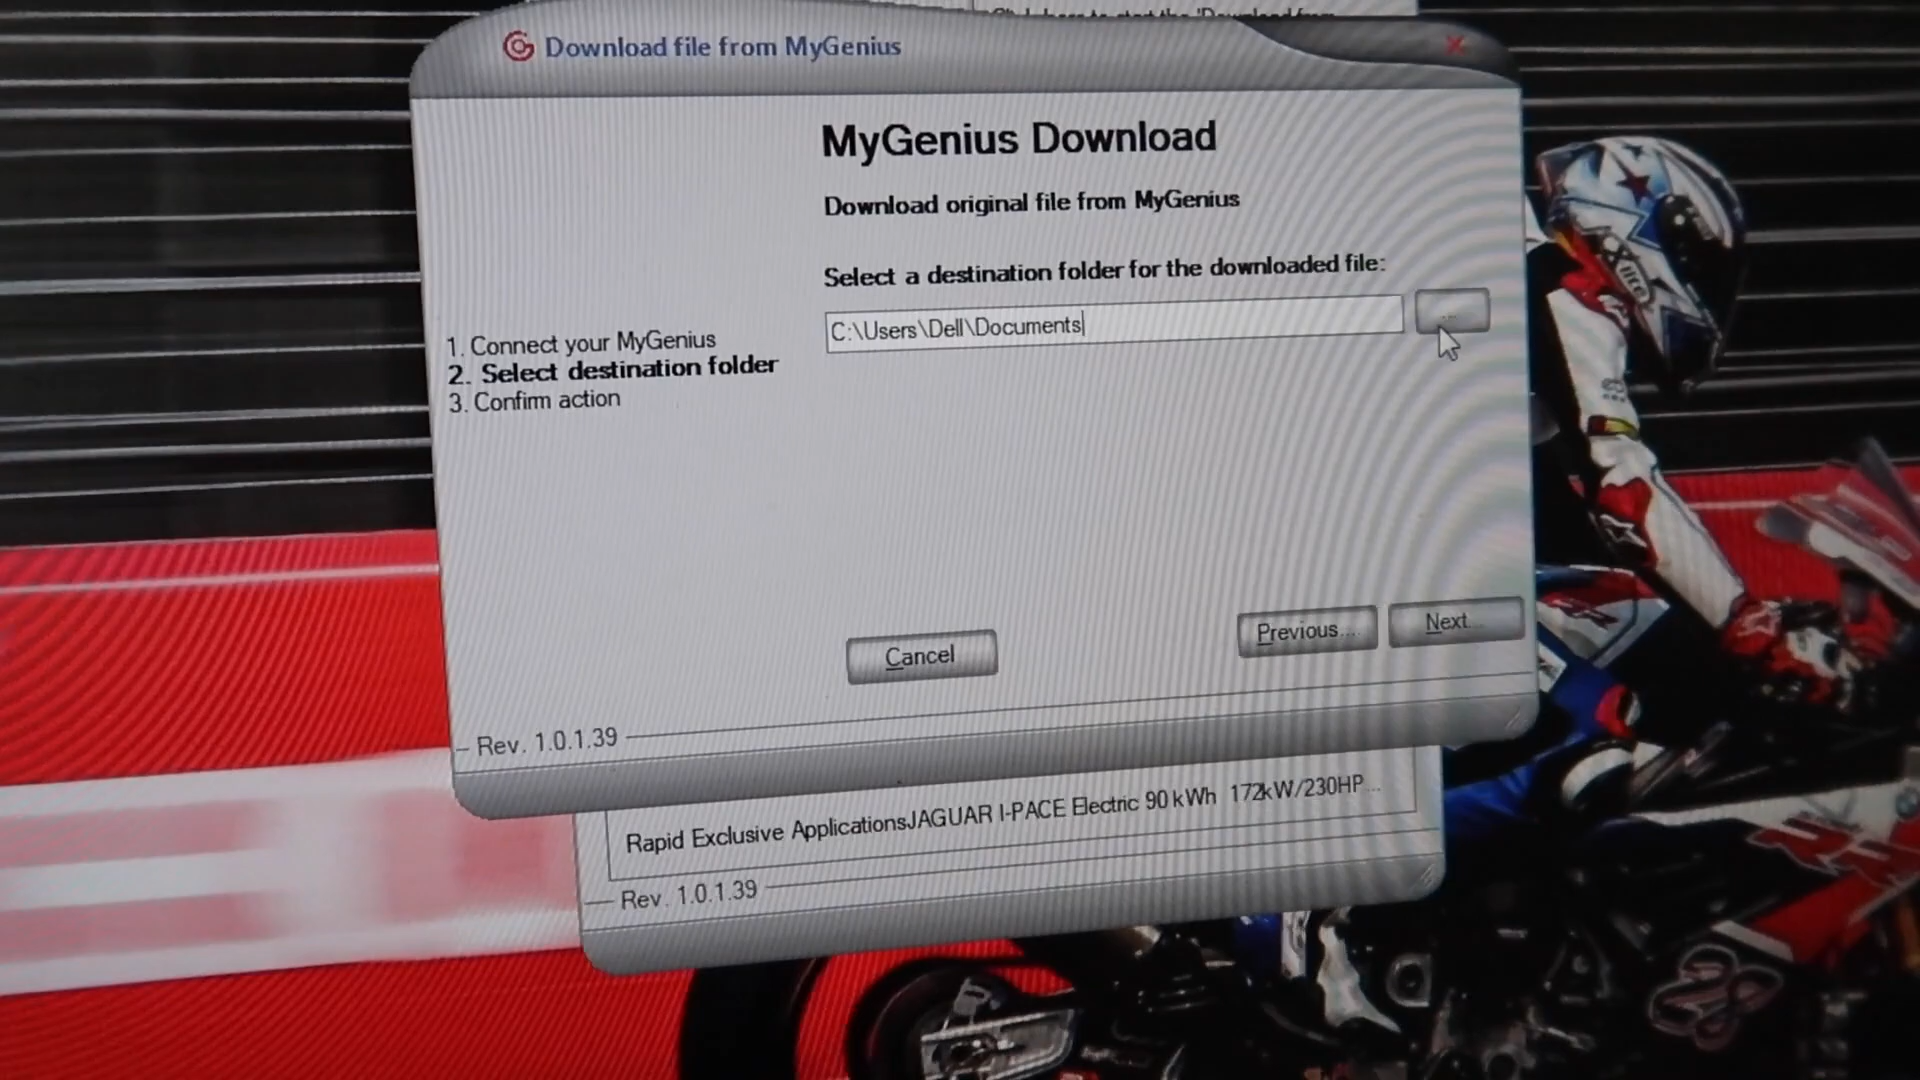 Download file from MyGenius
MyGenius Download
Download original file from MyGenius
Select a destination folder for the downloaded file:
C:\Users\Dell\Documents
...
1. Connect your MyGenius
2. Select destination folder
3. Confirm action
Cancel
Previous...
Next...
Rev. 1.0.1.39
Rapid Exclusive ApplicationsJAGUAR I-PACE Electric 90 kWh 172kW/230HP...
Rev. 1.0.1.39